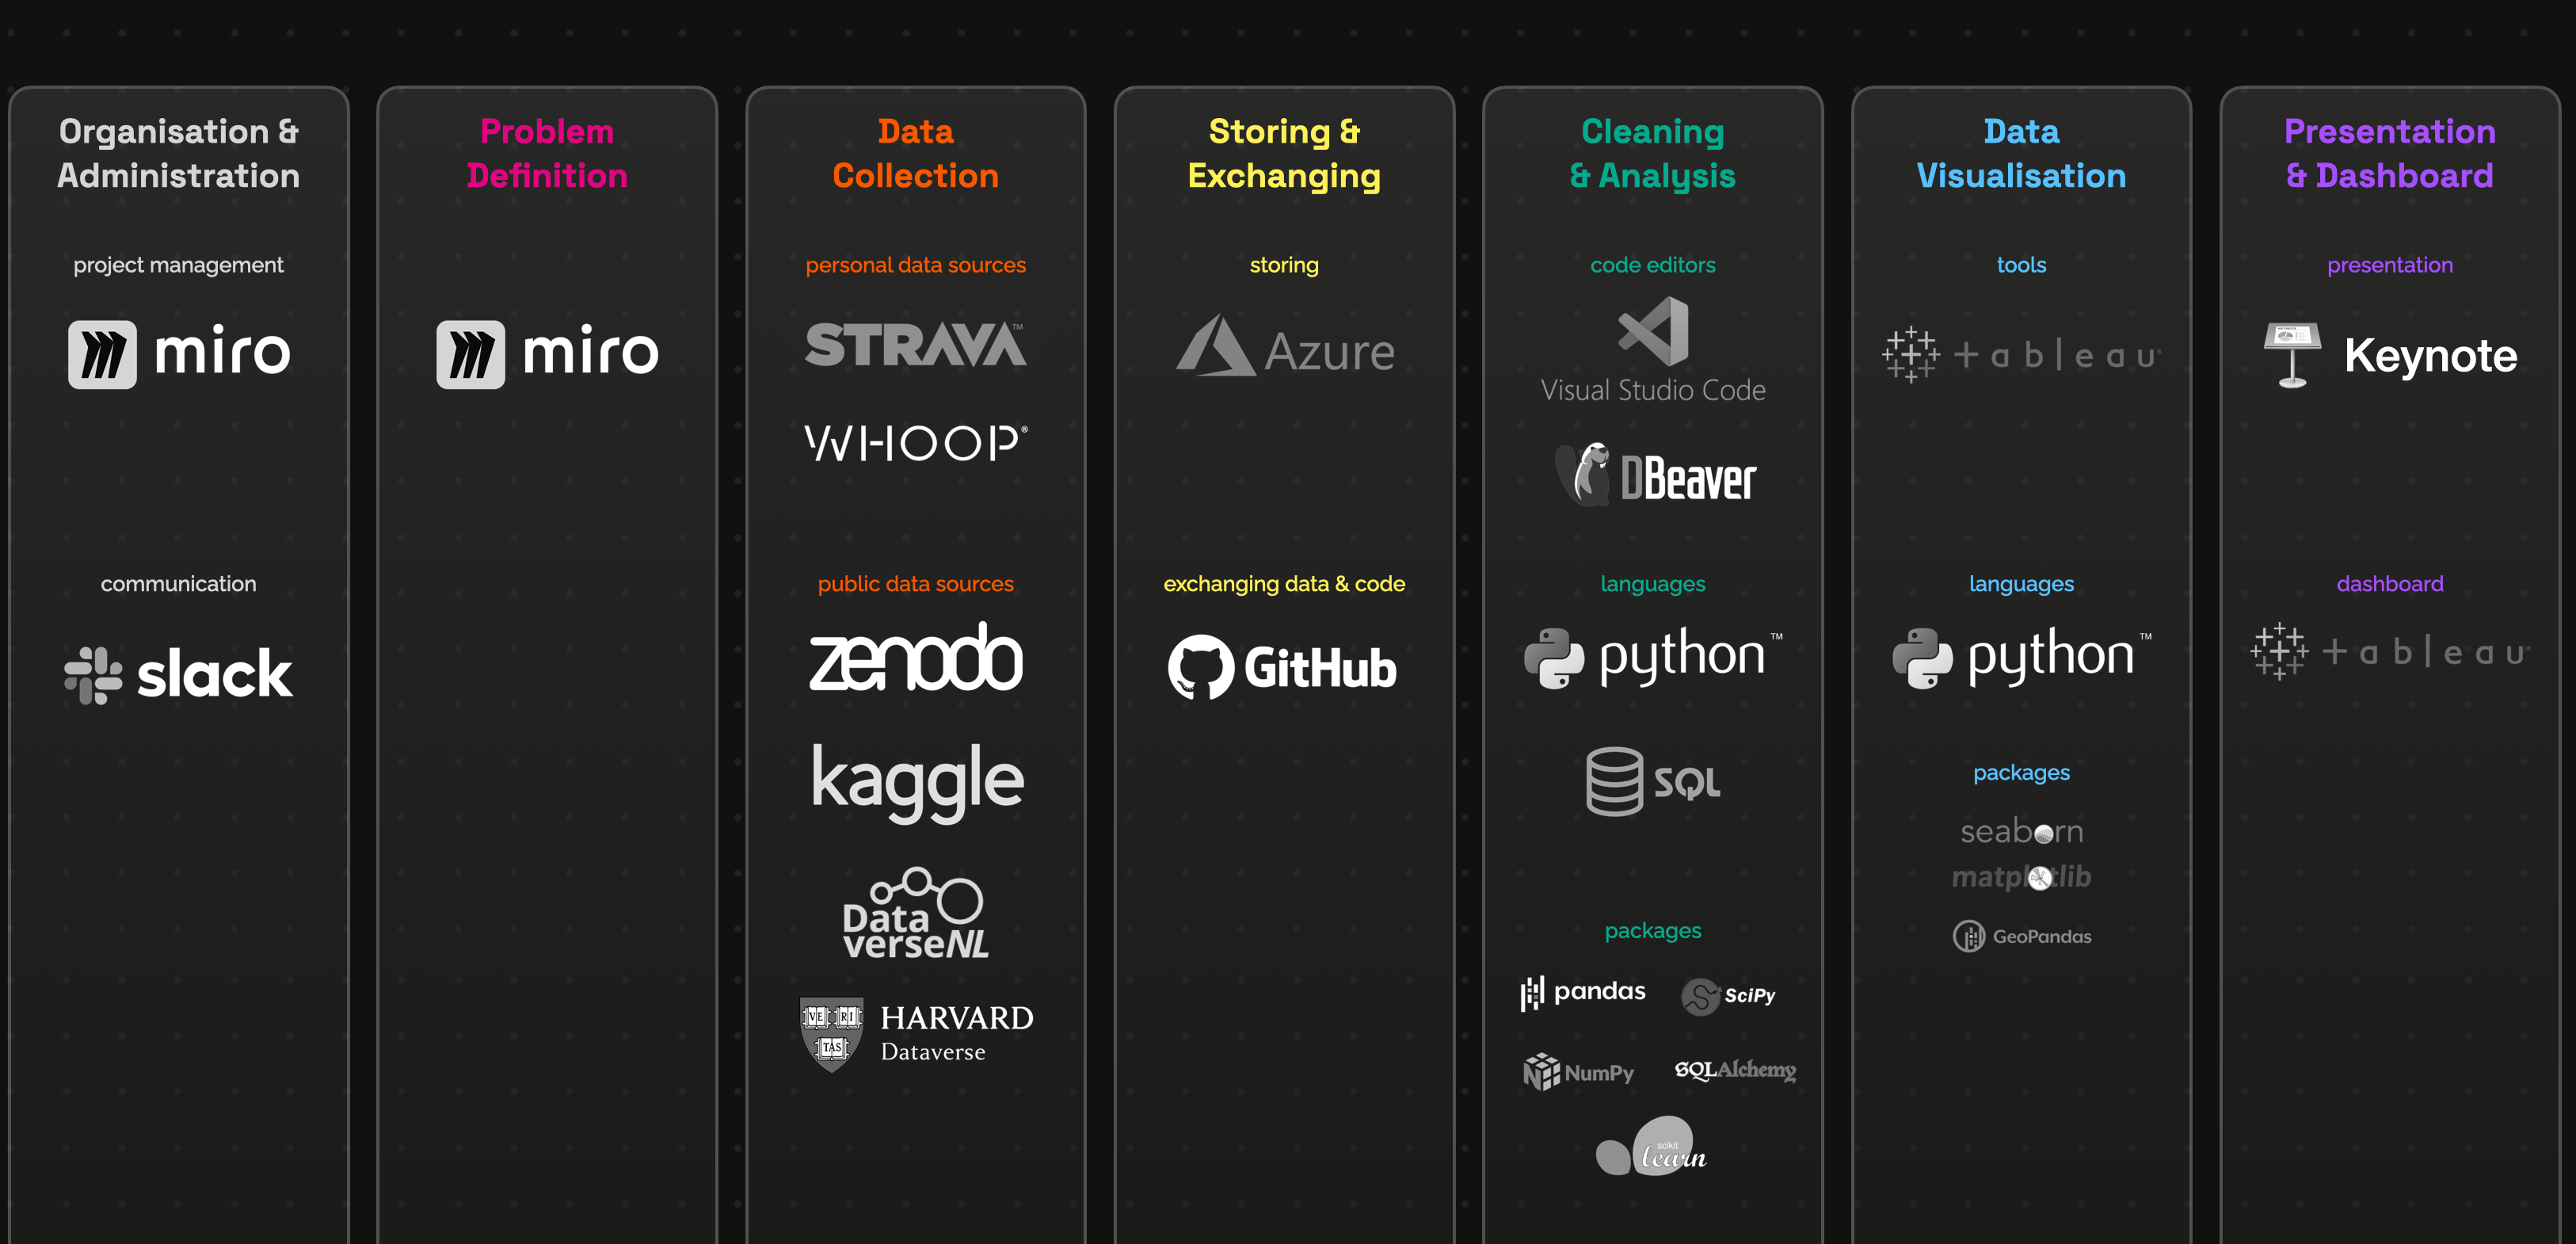 Organisation &
Administration
project management
miro
communication
slack
Problem
Definition
miro
Data
Collection
personal data sources
STRAVA™
WHOOP®
public data sources
zenodo
kaggle
Data
verseNL
VE RI
TAS
HARVARD
Dataverse
Storing &
Exchanging
storing
Azure
exchanging data & code
GitHub
Cleaning
& Analysis
code editors
Visual Studio Code
DBeaver
languages
python™
SQL
packages
pandas
SciPy
NumPy
SQLAlchemy
scikit
learn
Data
Visualisation
tools
+ableau
languages
python™
packages
seaborn
matplotlib
GeoPandas
Presentation
& Dashboard
presentation
Keynote
dashboard
+ableau